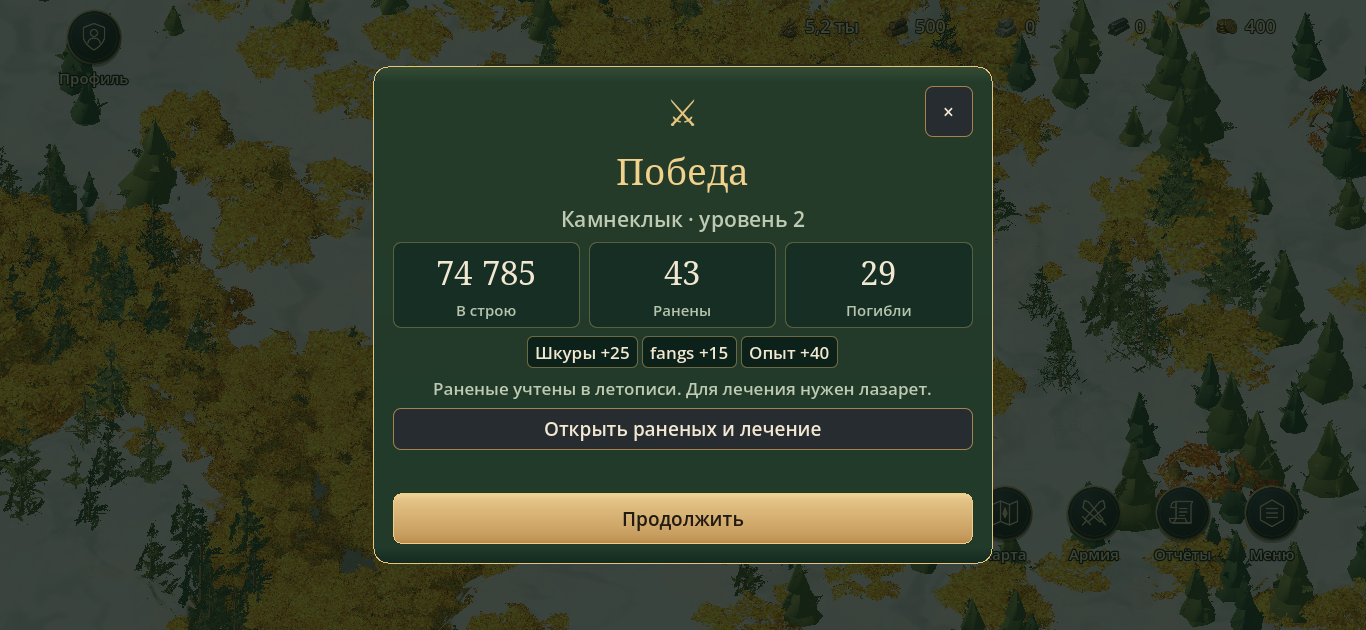 5,2 ты 500 0 0 400
Профиль
×
Победа
Камнеклык · уровень 2
74 785 43 29
В строю Ранены Погибли
Шкуры +25 fangs +15 Опыт +40
Раненые учтены в летописи. Для лечения нужен лазарет.
Открыть раненых и лечение
Продолжить
арта Армия Отчёты Меню